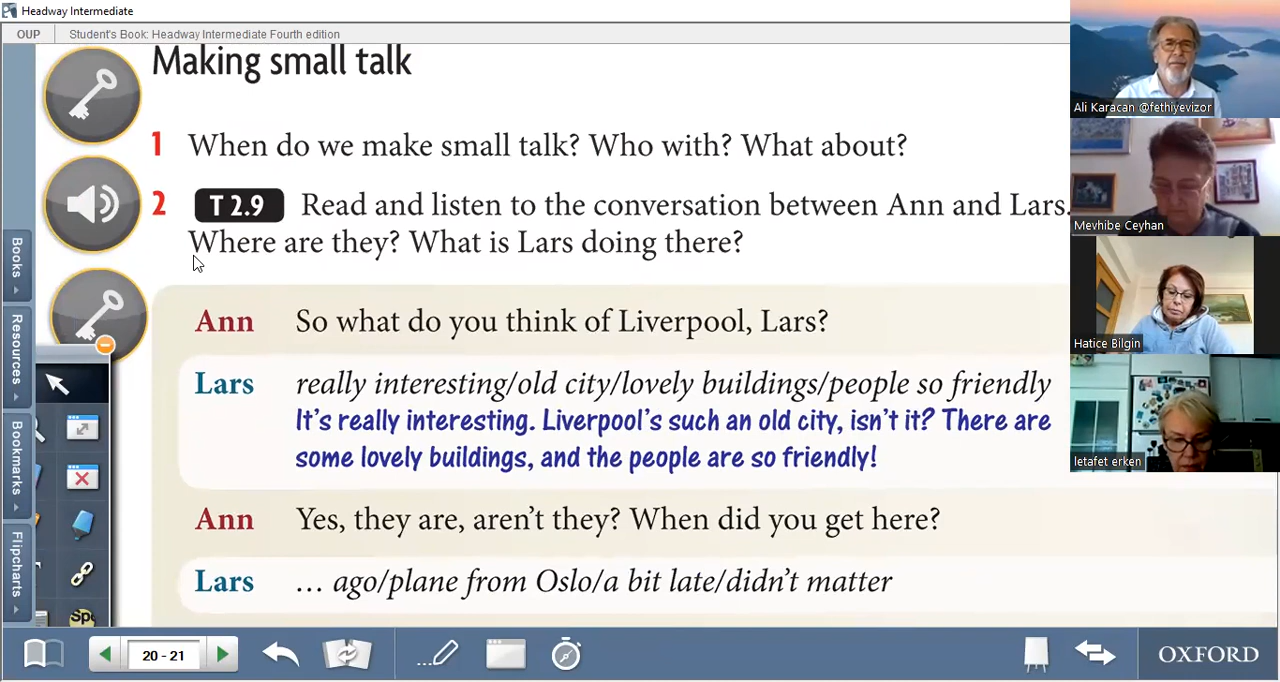 Headway Intermediate
OUP
Student's Book: Headway Intermediate Fourth edition
Making small talk
1 When do we make small talk? Who with? What about?
2 T 2.9 Read and listen to the conversation between Ann and Lars.
Where are they? What is Lars doing there?
Ann So what do you think of Liverpool, Lars?
Lars really interesting/old city/lovely buildings/people so friendly
It's really interesting. Liverpool's such an old city, isn't it? There are
some lovely buildings, and the people are so friendly!
Ann Yes, they are, aren't they? When did you get here?
Lars … ago/plane from Oslo/a bit late/didn't matter
Books
Resources
Bookmarks
Flipcharts
20 - 21
OXFORD
Ali Karacan @fethiyevizor
Mevhibe Ceyhan
Hatice Bilgin
letafet erken